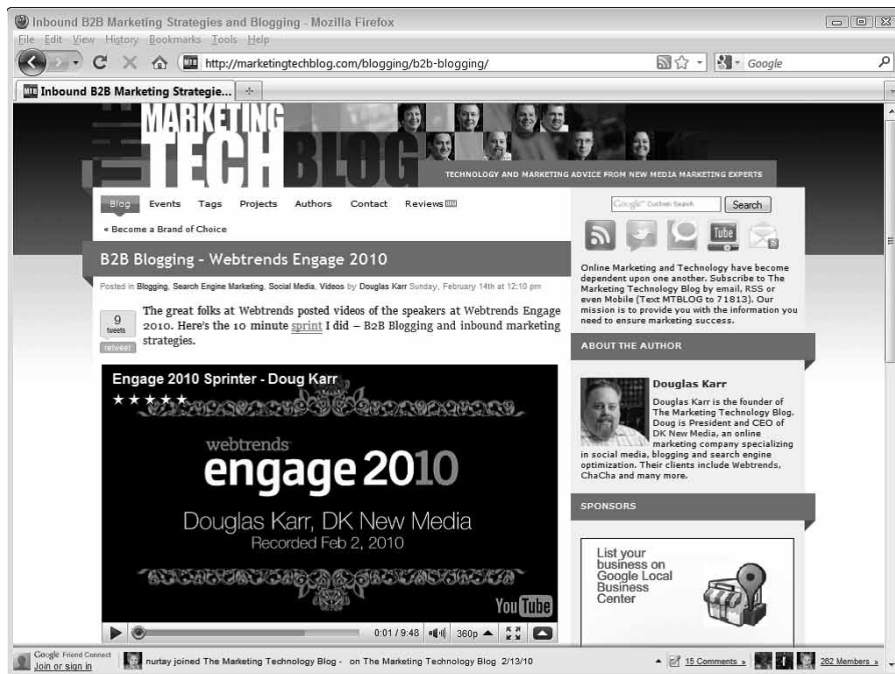 Inbound B2B Marketing Strategies and Blogging - Mozilla Firefox
File Edit View History Bookmarks Tools Help
MTB http://marketingtechblog.com/blogging/b2b-blogging/
Google
MTB Inbound B2B Marketing Strategie...
THE
MARKETING
TECH BLOG
TECHNOLOGY AND MARKETING ADVICE FROM NEW MEDIA MARKETING EXPERTS
Blog Events Tags Projects Authors Contact Reviews
« Become a Brand of Choice
B2B Blogging – Webtrends Engage 2010
Posted in Blogging, Search Engine Marketing, Social Media, Videos by Douglas Karr Sunday, February 14th at 12:10 pm
9
tweets
retweet
The great folks at Webtrends posted videos of the speakers at Webtrends Engage
2010. Here's the 10 minute sprint I did – B2B Blogging and inbound marketing
strategies.
Engage 2010 Sprinter - Doug Karr
webtrends
engage 2010
Douglas Karr, DK New Media
Recorded Feb 2, 2010
YouTube
0:01 / 9:48 360p
Google Custom Search Search
Tube
Online Marketing and Technology have become
dependent upon one another. Subscribe to The
Marketing Technology Blog by email, RSS or
even Mobile (Text MTBLOG to 71813). Our
mission is to provide you with the information you
need to ensure marketing success.
ABOUT THE AUTHOR
Douglas Karr
Douglas Karr is the founder of
The Marketing Technology Blog.
Doug is President and CEO of
DK New Media, an online
marketing company specializing
in social media, blogging and search engine
optimization. Their clients include Webtrends,
ChaCha and many more.
SPONSORS
List your
business on
Google Local
Business
Center
Google Friend Connect
Join or sign in
nurtay joined The Marketing Technology Blog - on The Marketing Technology Blog 2/13/10
15 Comments »
262 Members »